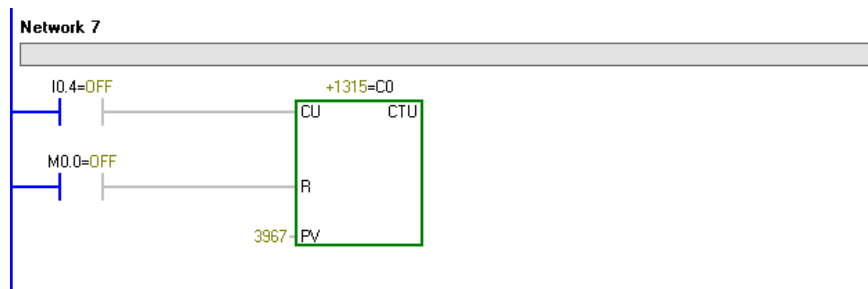 Network 7
I0.4=OFF
+1315=C0
CU CTU
M0.0=OFF
R
3967 PV